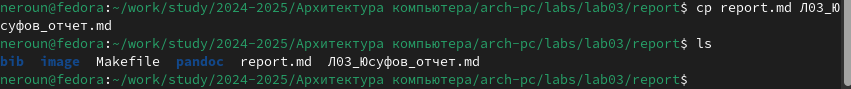 neroun@fedora:~/work/study/2024-2025/Архитектура компьютера/arch-pc/labs/lab03/report$ cp report.md Л03_Ю
суфов_отчет.md
neroun@fedora:~/work/study/2024-2025/Архитектура компьютера/arch-pc/labs/lab03/report$ ls
bib  image  Makefile  pandoc  report.md  Л03_Юсуфов_отчет.md
neroun@fedora:~/work/study/2024-2025/Архитектура компьютера/arch-pc/labs/lab03/report$